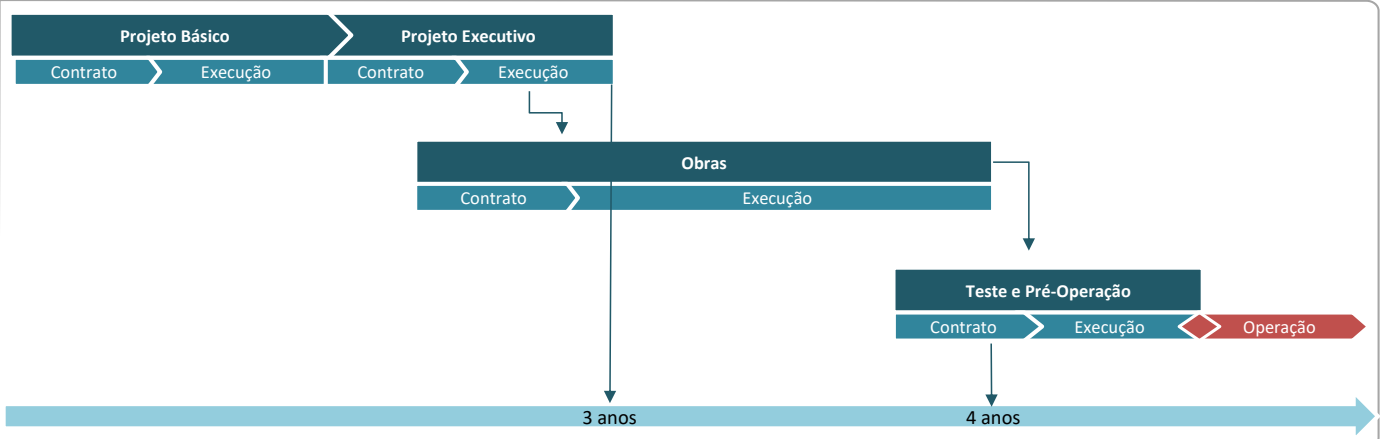 Projeto Básico Projeto Executivo
Contrato Execução Contrato Execução
Obras
Contrato Execução
Teste e Pré-Operação
Contrato Execução Operação
3 anos 4 anos